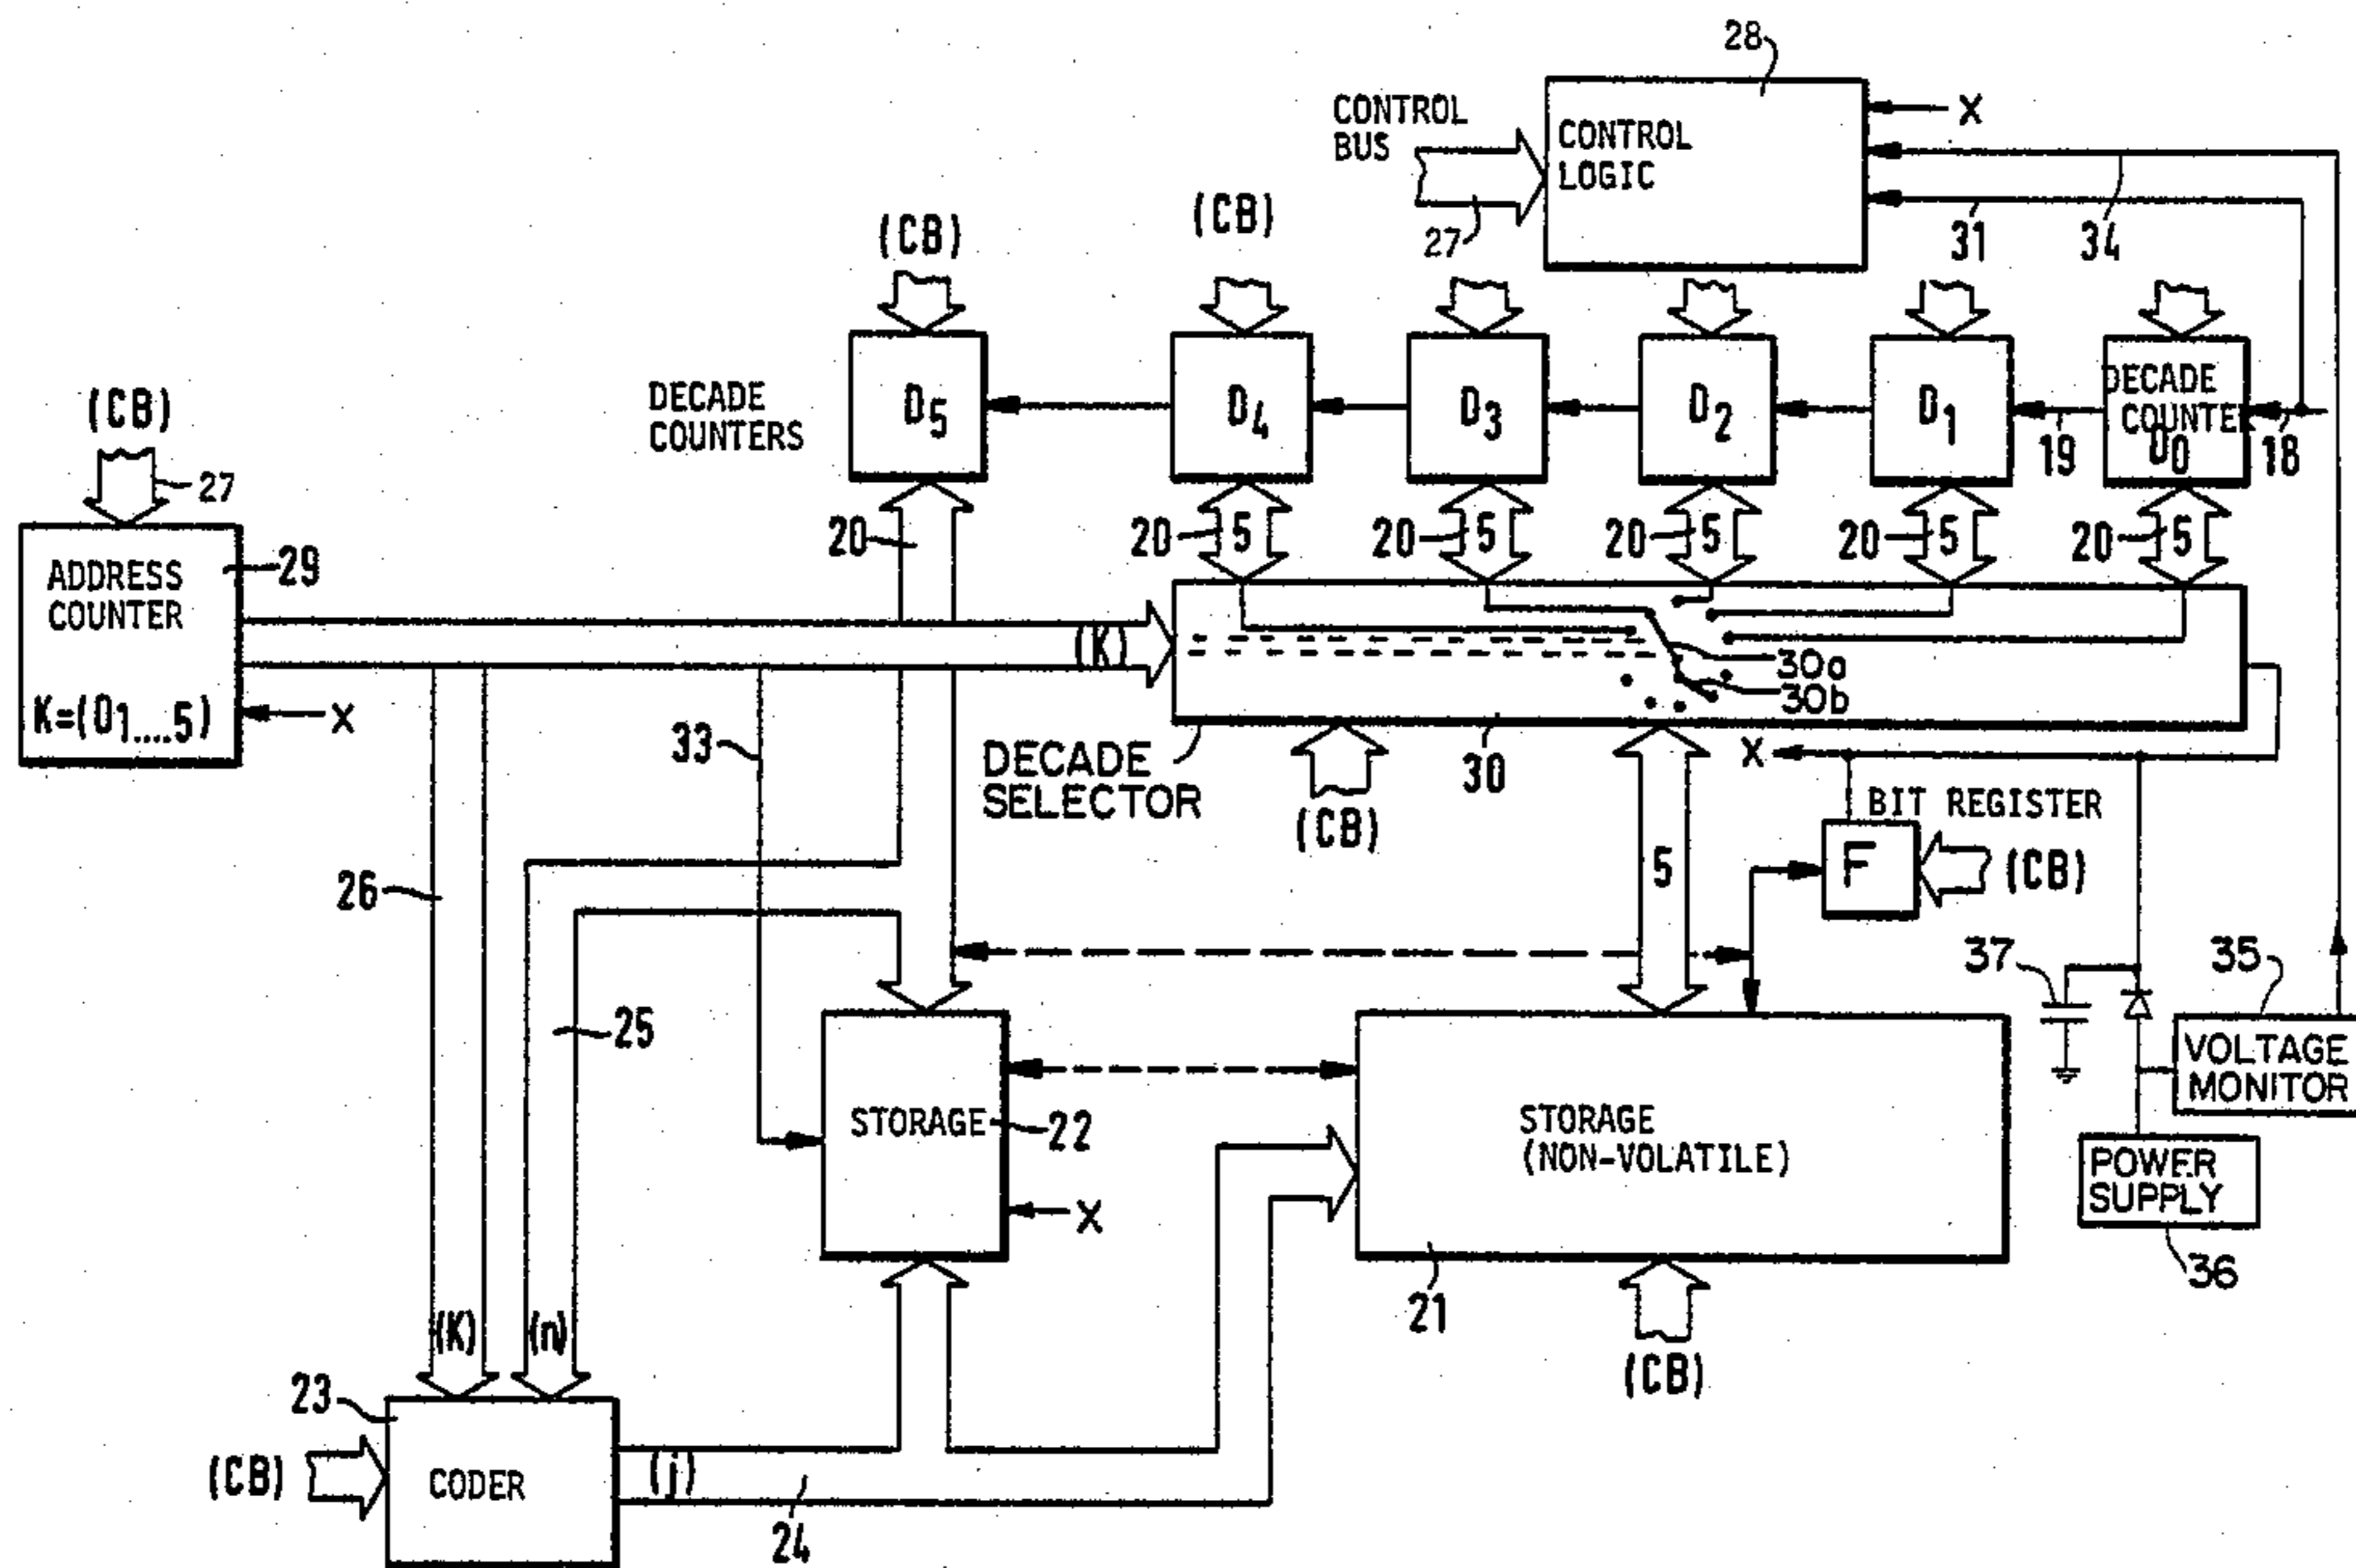 28
CONTROL
BUS
CONTROL
LOGIC
X
27
31
34
(CB)
(CB)
(CB)
DECADE
COUNTERS
D5
D4
D3
D2
D1
DECADE
COUNTER
D0
19
18
27
20
20
5
20
5
20
5
20
5
20
5
ADDRESS
COUNTER
29
(K)
30a
30b
K=(01....5)
X
33
DECADE
SELECTOR
30
X
(CB)
BIT REGISTER
F
(CB)
26
5
37
35
25
VOLTAGE
MONITOR
STORAGE
22
STORAGE
(NON-VOLATILE)
POWER
SUPPLY
X
36
21
(K)
(n)
(CB)
23
(CB)
CODER
(j)
24